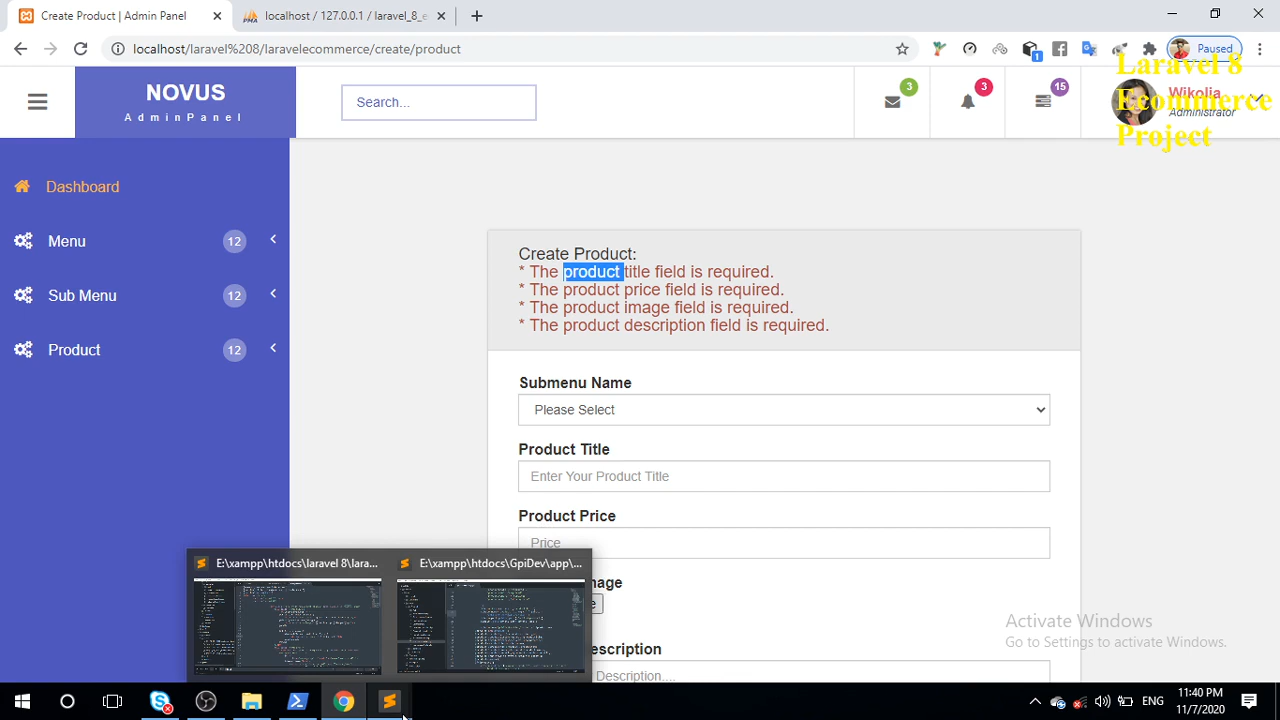 Create Product | Admin Panel
localhost / 127.0.0.1 / laravel_8_e
localhost/laravel%208/laravelecommerce/create/product
1
Paused
Laravel 8
Ecommerce
Project
NOVUS
AdminPanel
Search...
3
3
15
Wikolia
Administrator
Dashboard
Menu 12
Sub Menu 12
Product 12
Create Product:
* The product title field is required.
* The product price field is required.
* The product image field is required.
* The product description field is required.
Submenu Name
Please Select
Product Title
Enter Your Product Title
Product Price
Price
Description....
E:\xampp\htdocs\laravel 8\lara...
E:\xampp\htdocs\GpiDev\app\...
Activate Windows
Go to Settings to activate Windows.
ENG
11:40 PM
11/7/2020